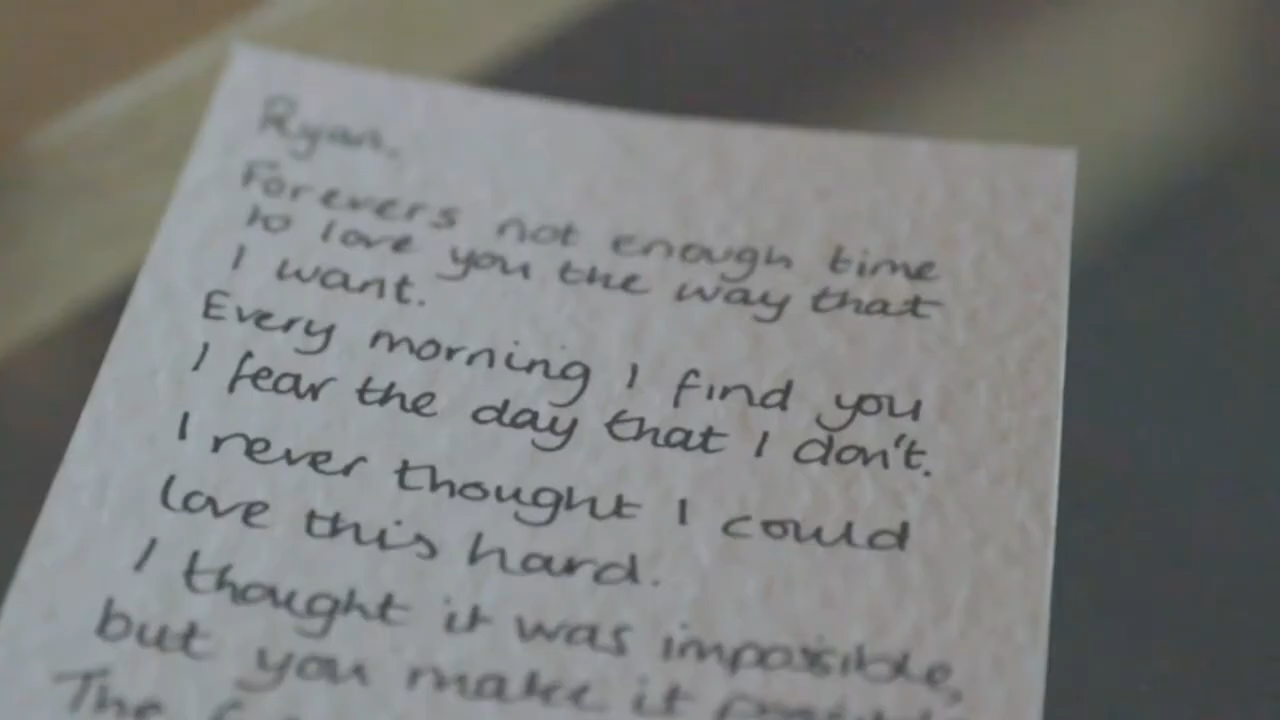 Ryan.
Forevers not enough time
to love you the way that
I want.
Every morning I find you
I fear the day that I don't.
I never thought I could
love this hard.
I thought it was impossible,
but you make it
The